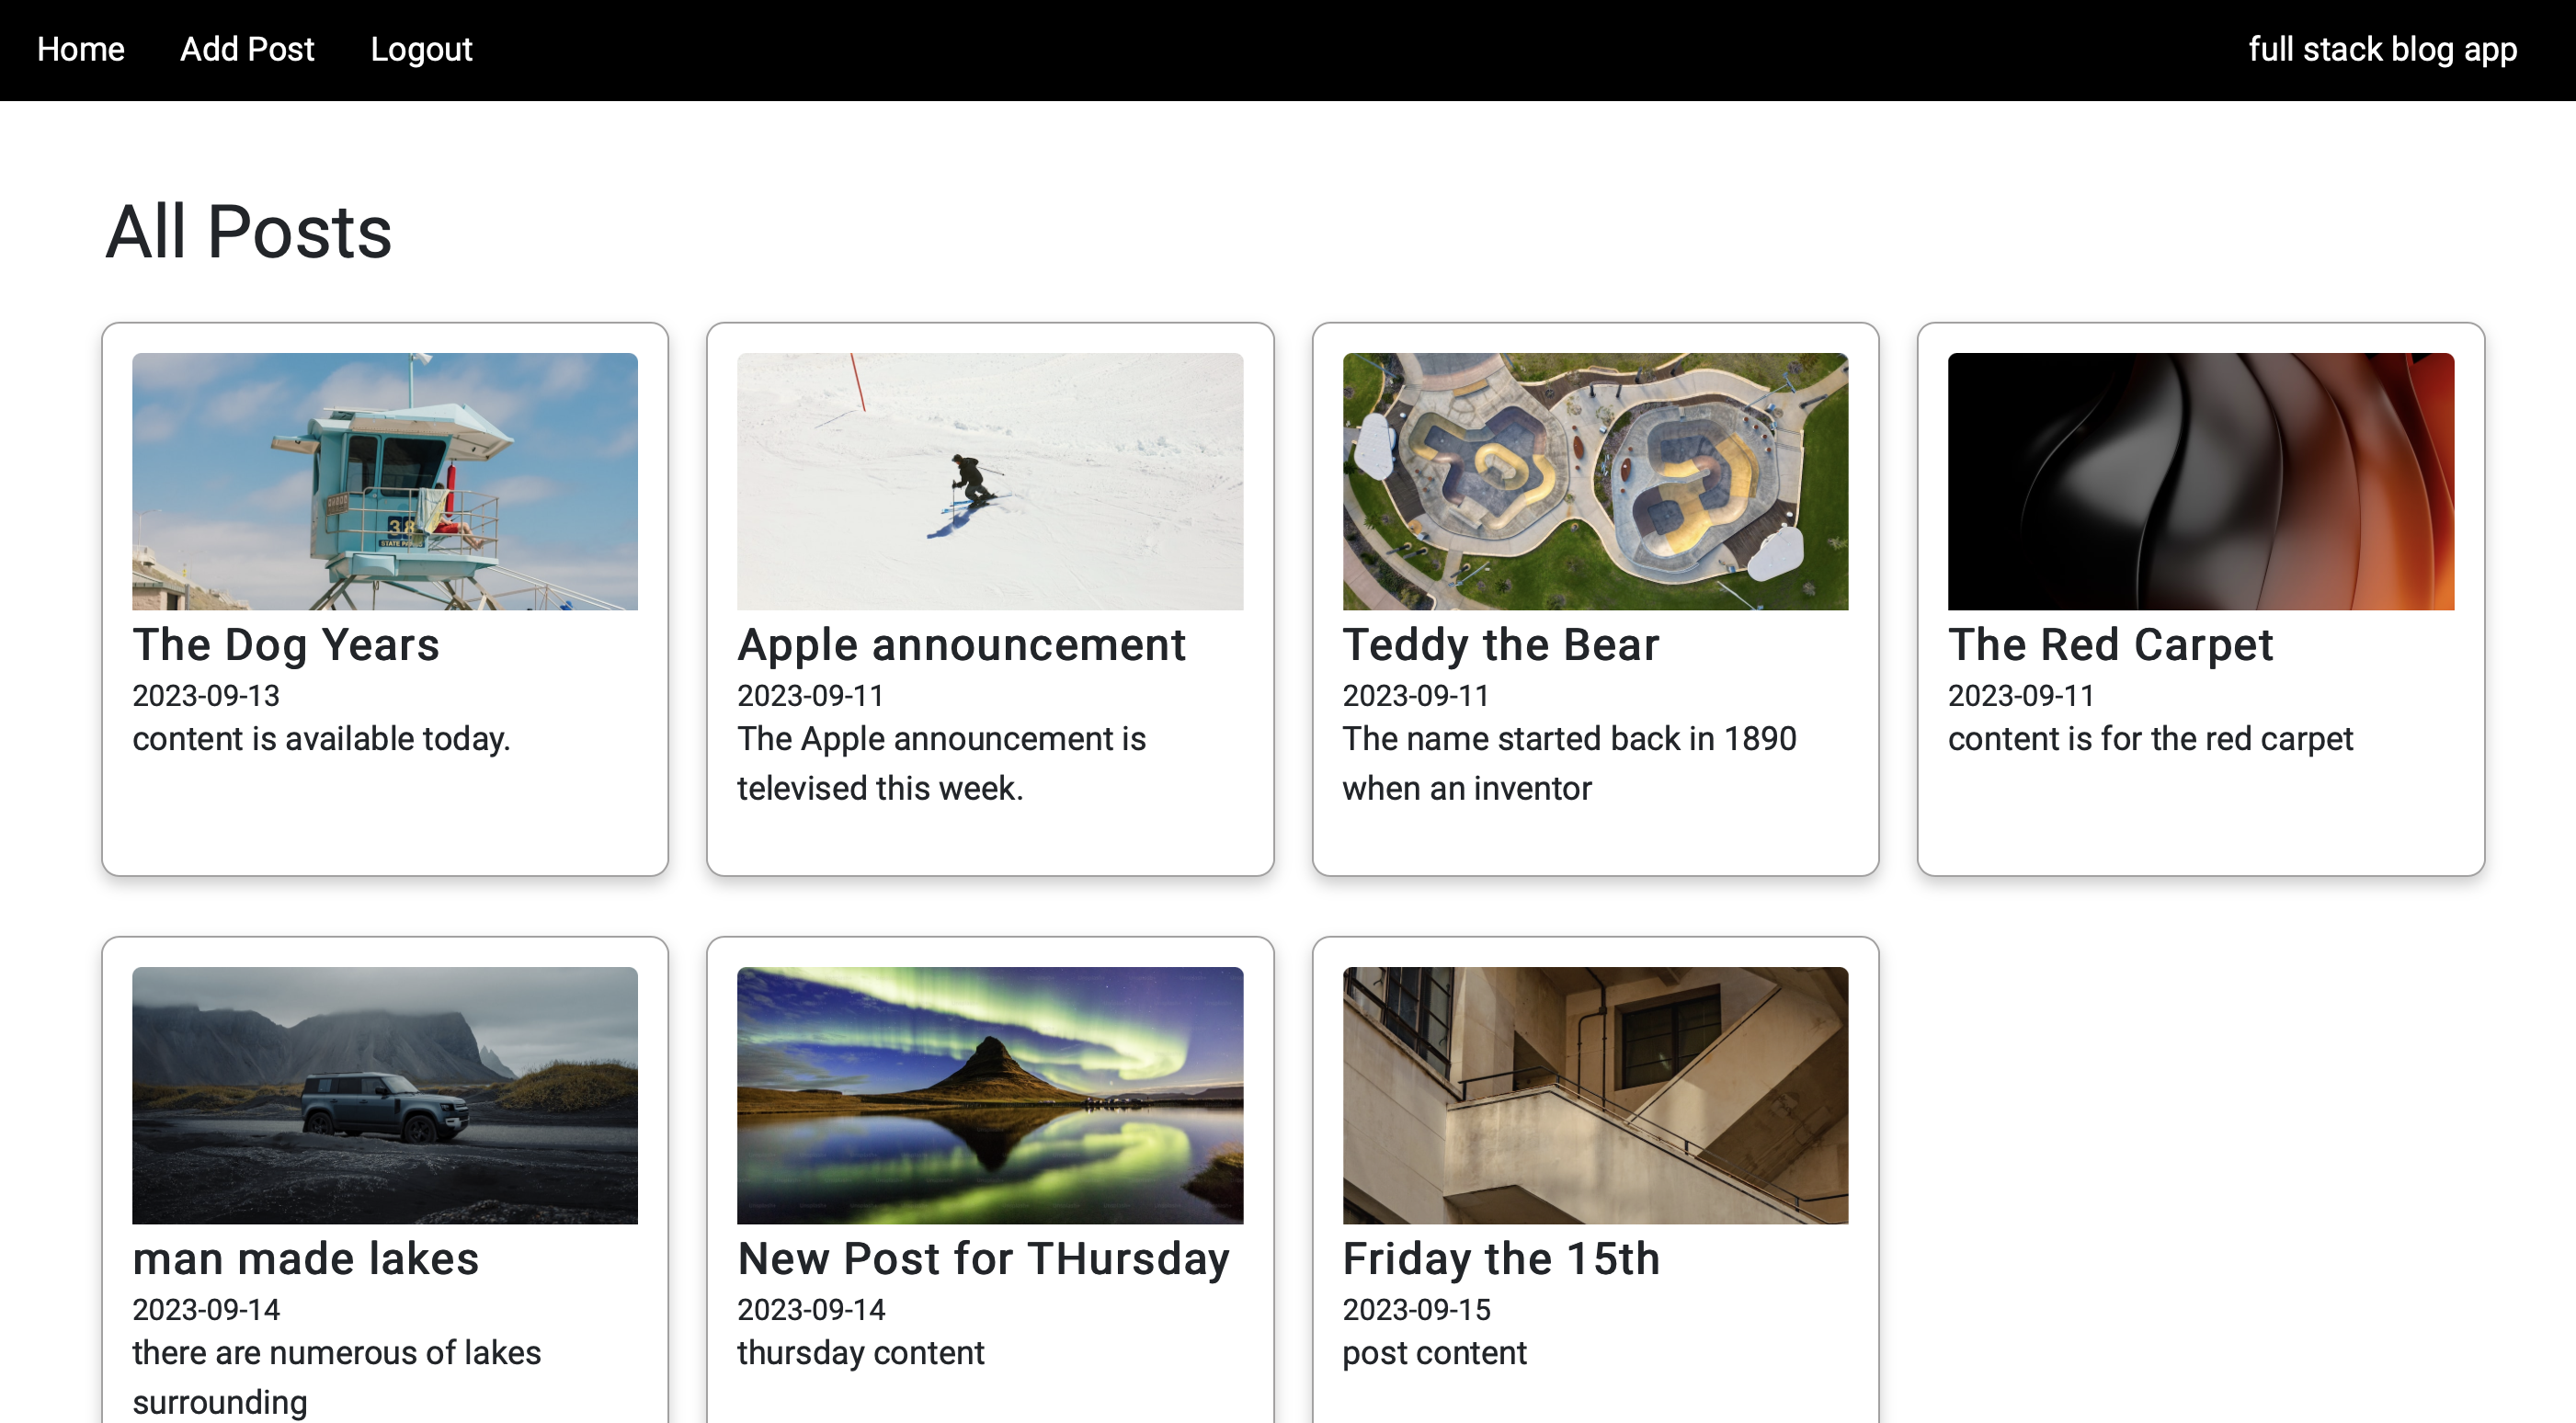 Home Add Post Logout full stack blog app
All Posts
38
STATE
The Dog Years
2023-09-13
content is available today.
Apple announcement
2023-09-11
The Apple announcement is
televised this week.
Teddy the Bear
2023-09-11
The name started back in 1890
when an inventor
The Red Carpet
2023-09-11
content is for the red carpet
man made lakes
2023-09-14
there are numerous of lakes
surrounding
New Post for THursday
2023-09-14
thursday content
Friday the 15th
2023-09-15
post content